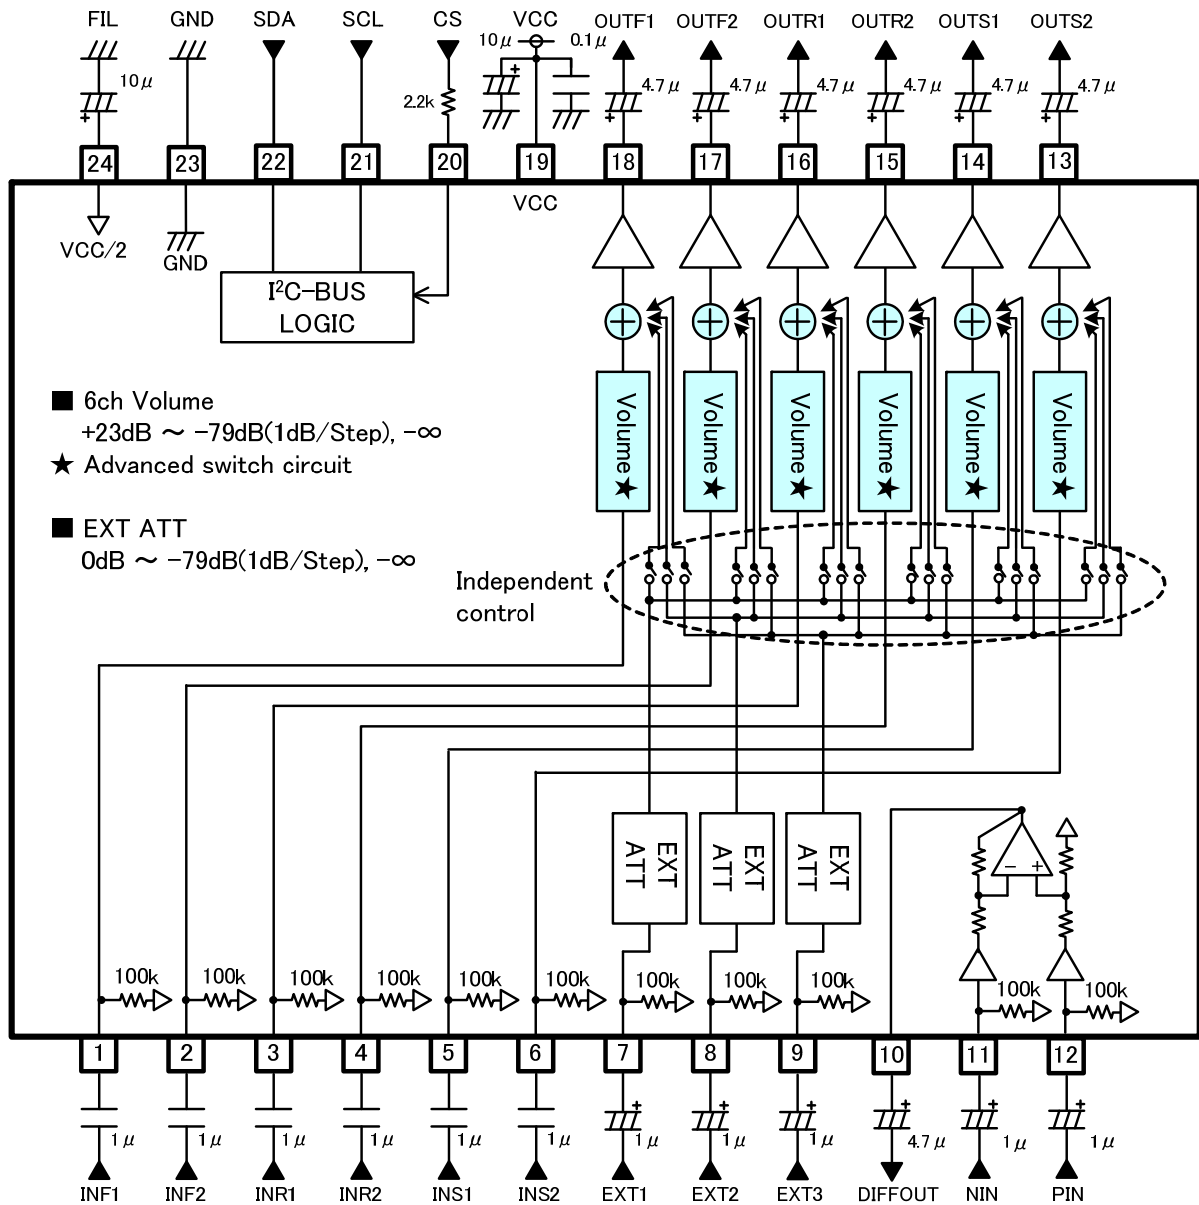 FIL GND SDA SCL CS VCC OUTF1 OUTF2 OUTR1 OUTR2 OUTS1 OUTS2
10μ 10μ 0.1μ 2.2k 4.7μ 4.7μ 4.7μ 4.7μ 4.7μ 4.7μ
+ + + + + + + +
24 23 22 21 20 19 18 17 16 15 14 13
VCC
VCC/2 GND
I²C-BUS
LOGIC
■ 6ch Volume
+23dB ～ -79dB(1dB/Step), -∞
★ Advanced switch circuit
■ EXT ATT
0dB ～ -79dB(1dB/Step), -∞
Volume★ Volume★ Volume★ Volume★ Volume★ Volume★
Independent
control
EXT
ATT
EXT
ATT
EXT
ATT
- +
100k 100k 100k 100k 100k 100k 100k 100k 100k 100k 100k
1 2 3 4 5 6 7 8 9 10 11 12
+ + + + + +
1μ 1μ 1μ 1μ 1μ 1μ 1μ 1μ 1μ 4.7μ 1μ 1μ
INF1 INF2 INR1 INR2 INS1 INS2 EXT1 EXT2 EXT3 DIFFOUT NIN PIN